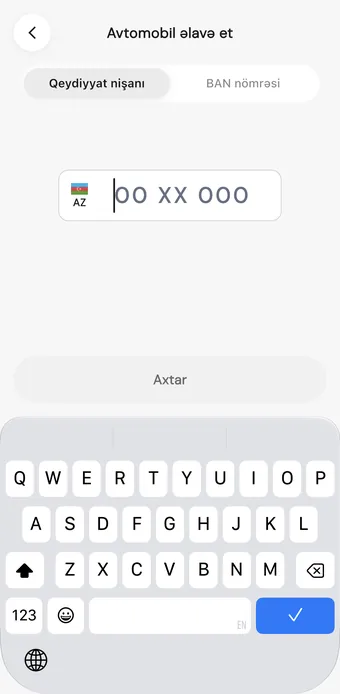 Avtomobil əlavə et
Qeydiyyat nişanı BAN nömrəsi
AZ 00 XX 000
Axtar
Q W E R T Y U I O P
A S D F G H J K L
Z X C V B N M
123
EN